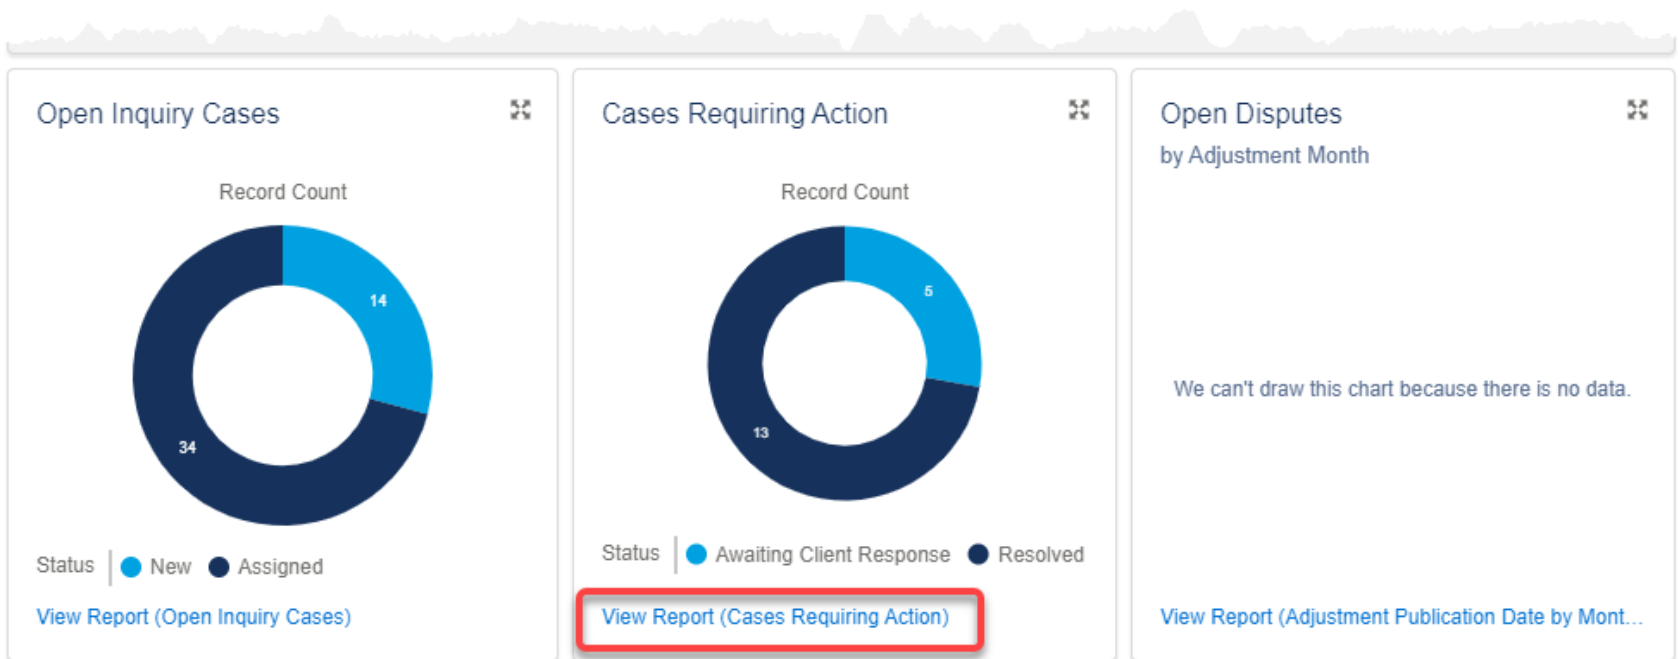 Open Inquiry Cases
Record Count
14
34
Status New Assigned
View Report (Open Inquiry Cases)
Cases Requiring Action
Record Count
5
13
Status Awaiting Client Response Resolved
View Report (Cases Requiring Action)
Open Disputes
by Adjustment Month
We can't draw this chart because there is no data.
View Report (Adjustment Publication Date by Mont...